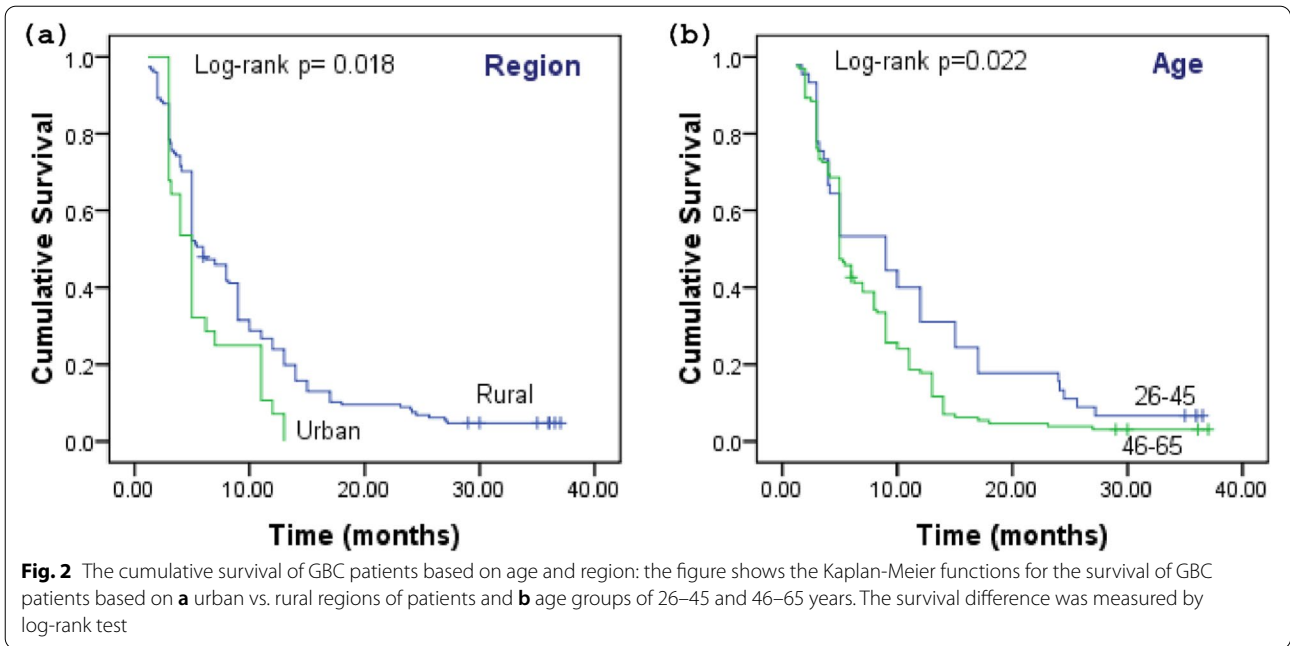 (a)
Log-rank p= 0.018
Region
1.0
0.8
0.6
0.4
0.2
0.0
Cumulative Survival
Rural
Urban
0.00 10.00 20.00 30.00 40.00
Time (months)
(b)
Log-rank p=0.022
Age
1.0
0.8
0.6
0.4
0.2
0.0
Cumulative Survival
26-45
46-65
0.00 10.00 20.00 30.00 40.00
Time (months)
Fig. 2 The cumulative survival of GBC patients based on age and region: the figure shows the Kaplan-Meier functions for the survival of GBC
patients based on a urban vs. rural regions of patients and b age groups of 26–45 and 46–65 years. The survival difference was measured by
log-rank test